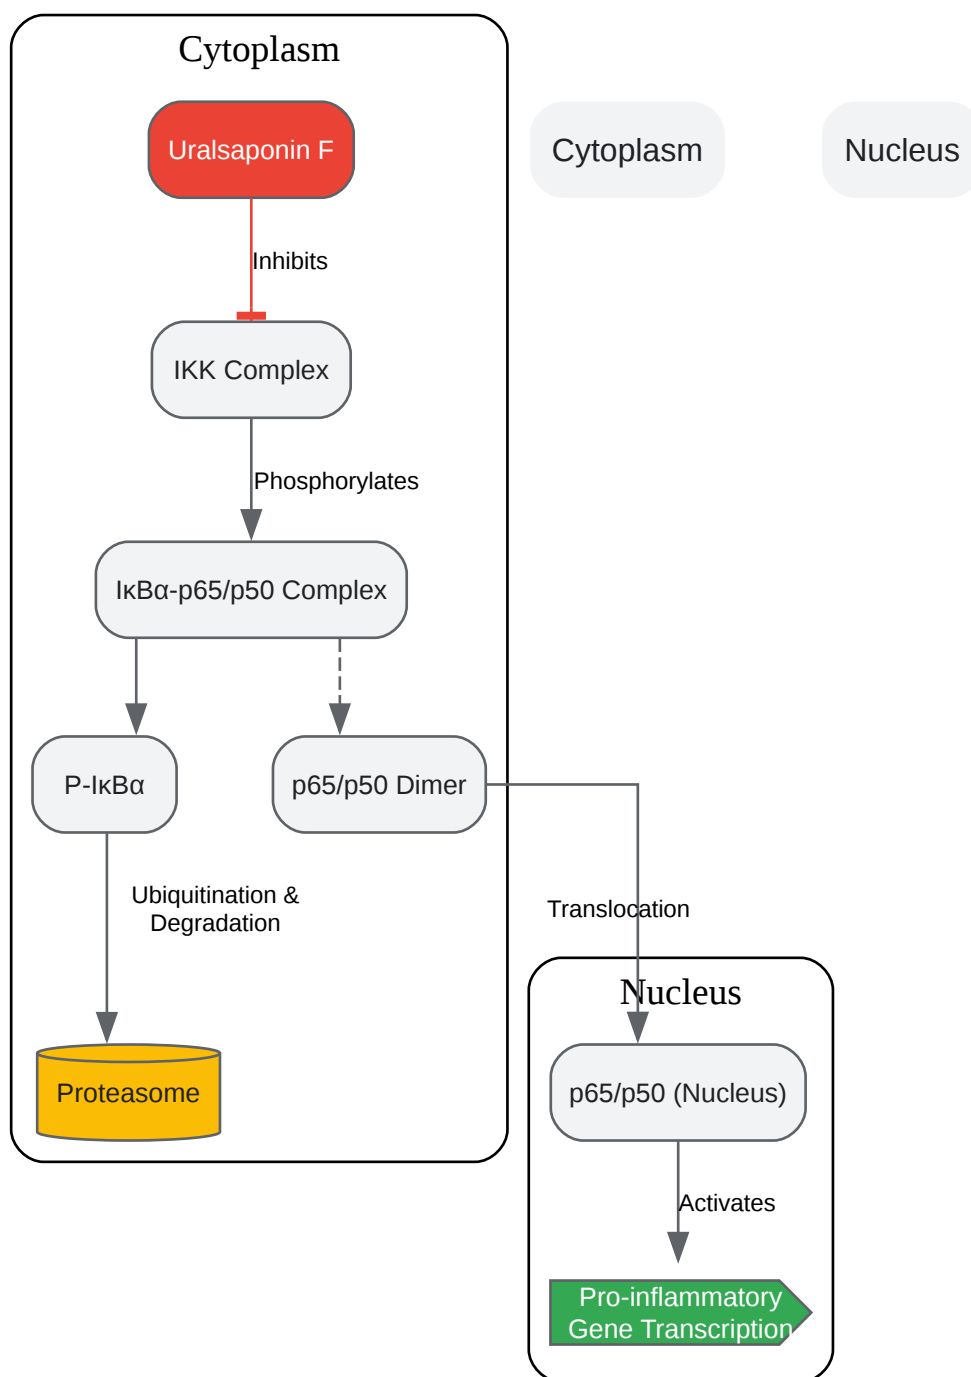 Cytoplasm
Uralsaponin F
Cytoplasm
Nucleus
Inhibits
IKK Complex
Phosphorylates
IκBα-p65/p50 Complex
P-IκBα
p65/p50 Dimer
Ubiquitination &
Degradation
Translocation
Nucleus
Proteasome
p65/p50 (Nucleus)
Activates
Pro-inflammatory
Gene Transcription